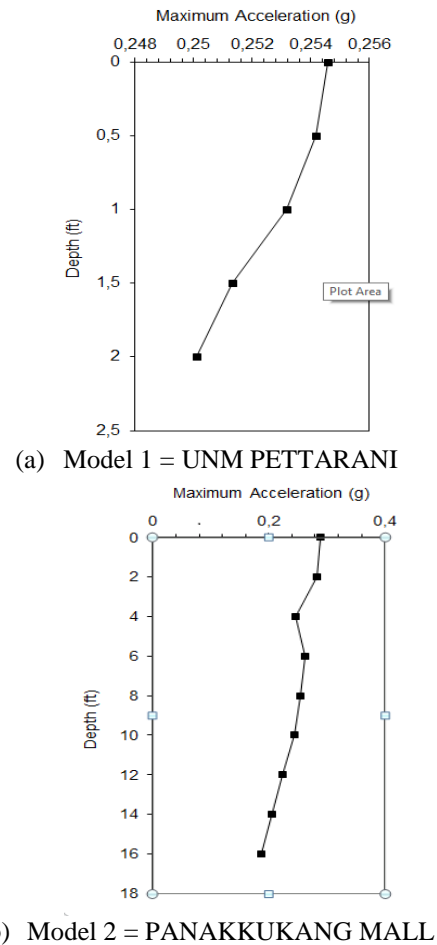 Maximum Acceleration (g)
0,248 0,25 0,252 0,254 0,256
0
0,5
1
1,5
2
2,5
Depth (ft)
Plot Area
(a) Model 1 = UNM PETTARANI
Maximum Acceleration (g)
0 0,2 0,4
0
2
4
6
8
10
12
14
16
18
Depth (ft)
) Model 2 = PANAKKUKANG MALL